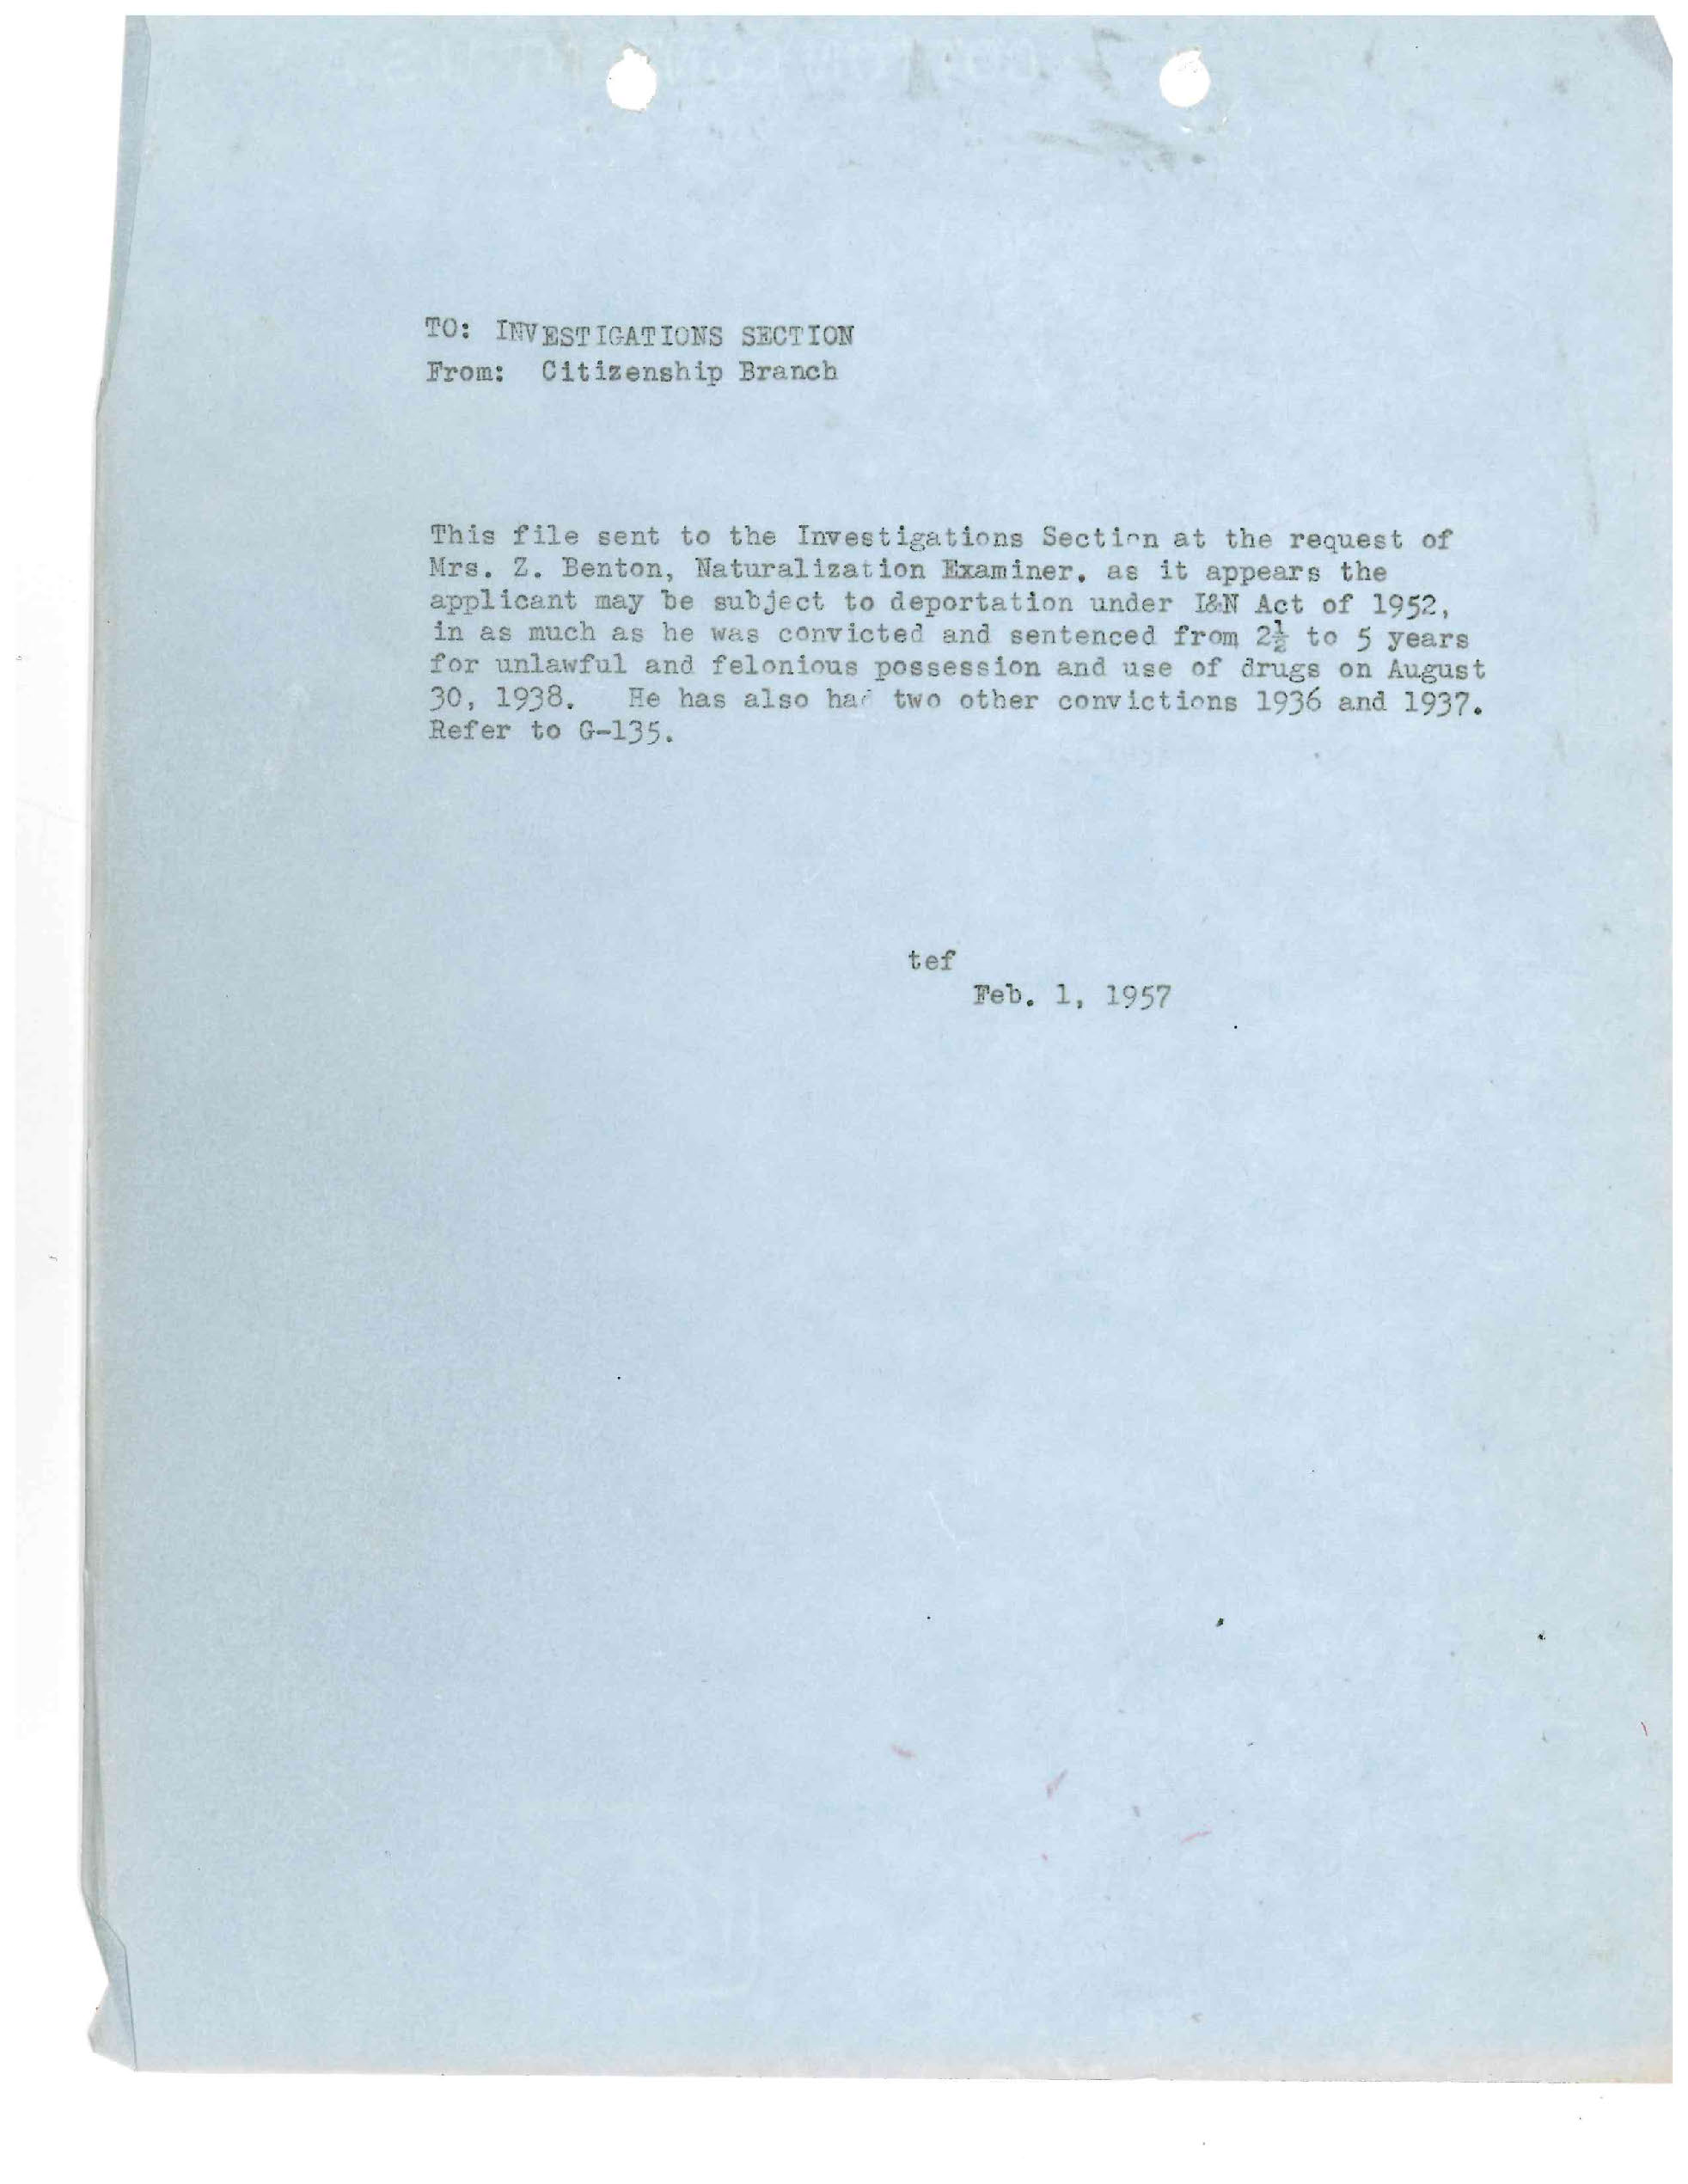 TO: INVESTIGATIONS SECTION
From: Citizenship Branch
This file sent to the Investigations Section at the request of
Mrs. Z. Benton, Naturalization Examiner. as it appears the
applicant may be subject to deportation under I&N Act of 1952,
in as much as he was convicted and sentenced from 2½ to 5 years
for unlawful and felonious possession and use of drugs on August
30, 1938. He has also had two other convictions 1936 and 1937.
Refer to G-135.
tef
Feb. 1, 1957